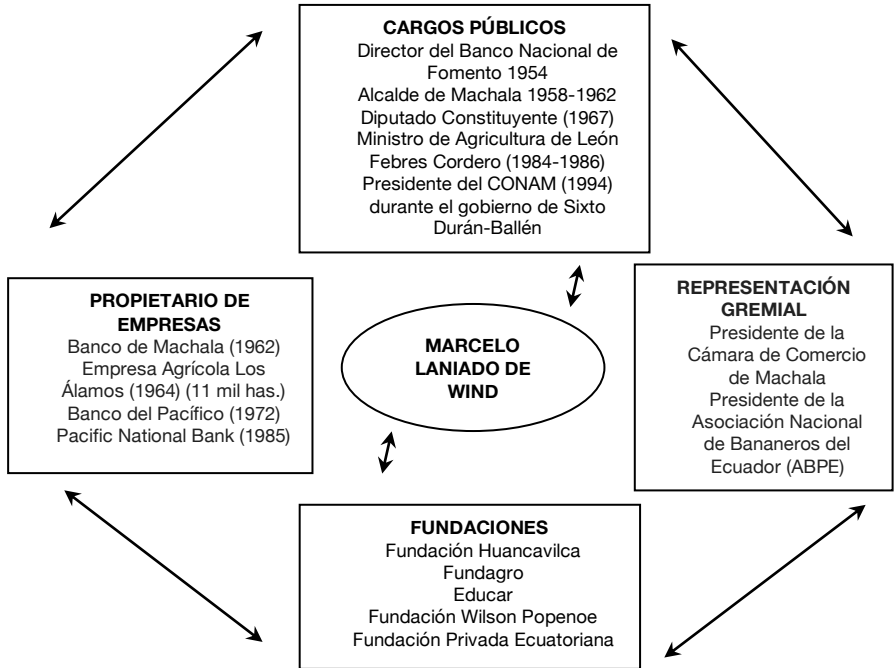 CARGOS PÚBLICOS
Director del Banco Nacional de
Fomento 1954
Alcalde de Machala 1958-1962
Diputado Constituyente (1967)
Ministro de Agricultura de León
Febres Cordero (1984-1986)
Presidente del CONAM (1994)
durante el gobierno de Sixto
Durán-Ballén
PROPIETARIO DE
EMPRESAS
Banco de Machala (1962)
Empresa Agrícola Los
Álamos (1964) (11 mil has.)
Banco del Pacífico (1972)
Pacific National Bank (1985)
MARCELO
LANIADO DE
WIND
REPRESENTACIÓN
GREMIAL
Presidente de la
Cámara de Comercio
de Machala
Presidente de la
Asociación Nacional
de Bananeros del
Ecuador (ABPE)
FUNDACIONES
Fundación Huancavilca
Fundagro
Educar
Fundación Wilson Popenoe
Fundación Privada Ecuatoriana